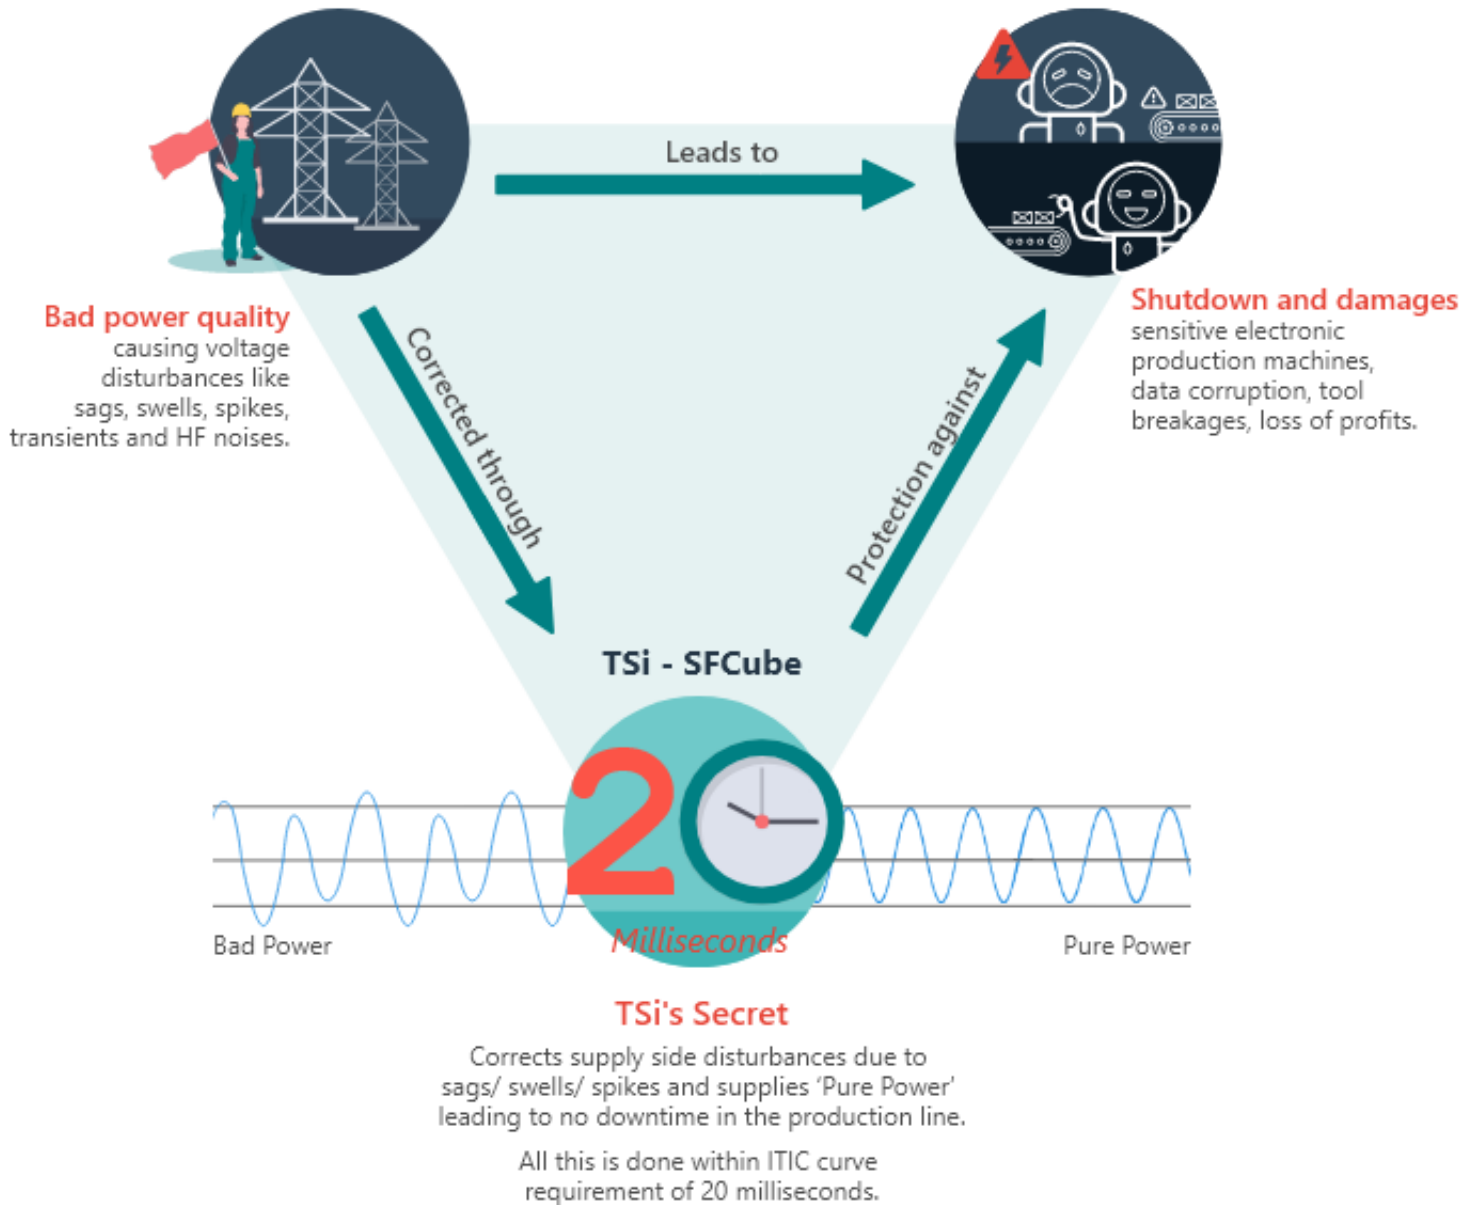 Leads to
Bad power quality
causing voltage
disturbances like
sags, swells, spikes,
transients and HF noises.
Shutdown and damages
sensitive electronic
production machines,
data corruption, tool
breakages, loss of profits.
Corrected through
Protection against
TSi - SFCube
20
Milliseconds
Bad Power
Pure Power
TSi's Secret
Corrects supply side disturbances due to
sags/ swells/ spikes and supplies ‘Pure Power’
leading to no downtime in the production line.
All this is done within ITIC curve
requirement of 20 milliseconds.